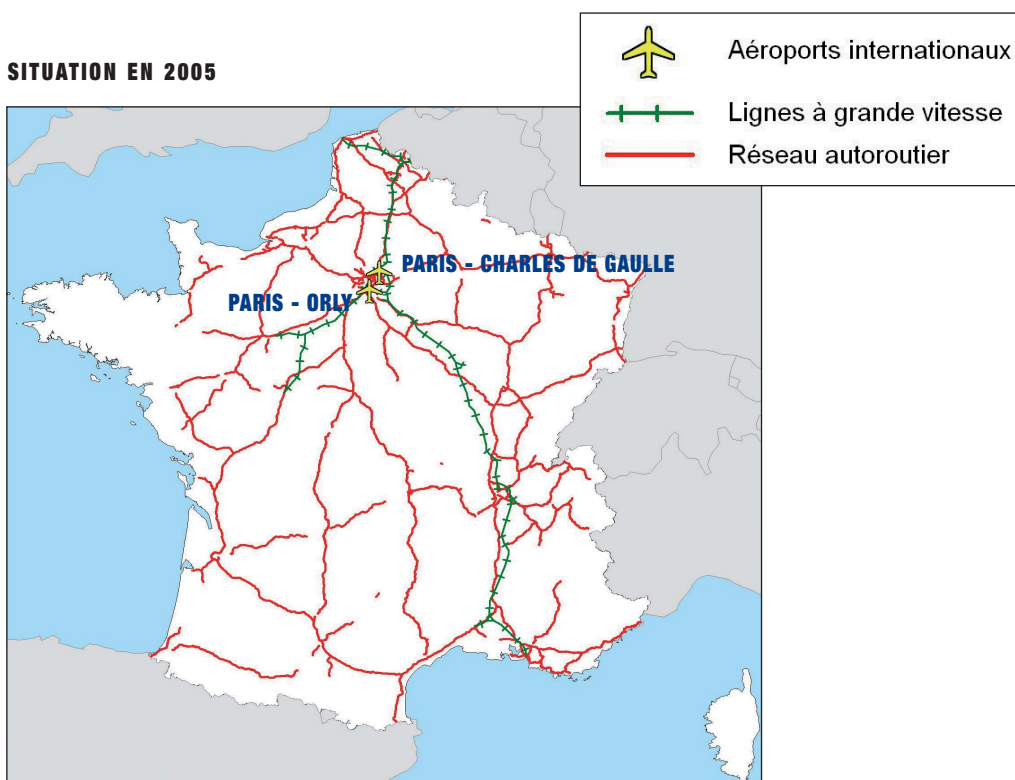 SITUATION EN 2005
Aéroports internationaux
Lignes à grande vitesse
Réseau autoroutier
PARIS - CHARLES DE GAULLE
PARIS - ORLY